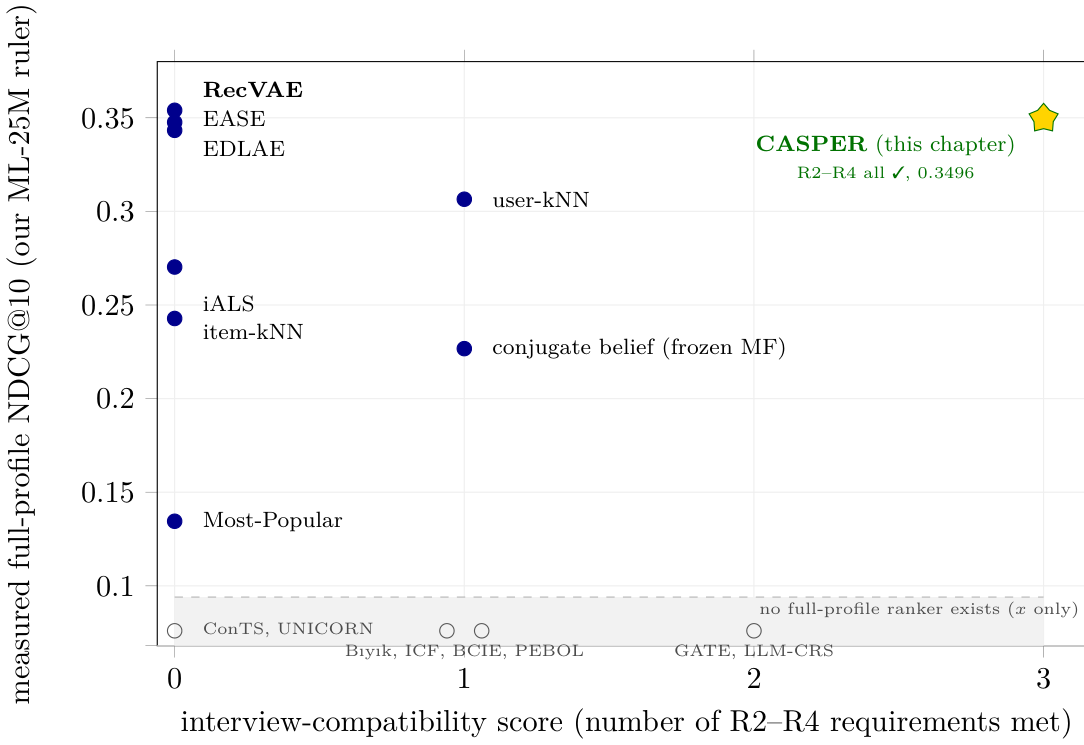 measured full-profile NDCG@10 (our ML-25M ruler)
0.35
0.3
0.25
0.2
0.15
0.1
RecVAE
EASE
EDLAE
CASPER (this chapter)
R2–R4 all ✓, 0.3496
user-kNN
iALS
item-kNN
conjugate belief (frozen MF)
Most-Popular
no full-profile ranker exists (x only)
ConTS, UNICORN
Bıyık, ICF, BCIE, PEBOL
GATE, LLM-CRS
0
1
2
3
interview-compatibility score (number of R2–R4 requirements met)